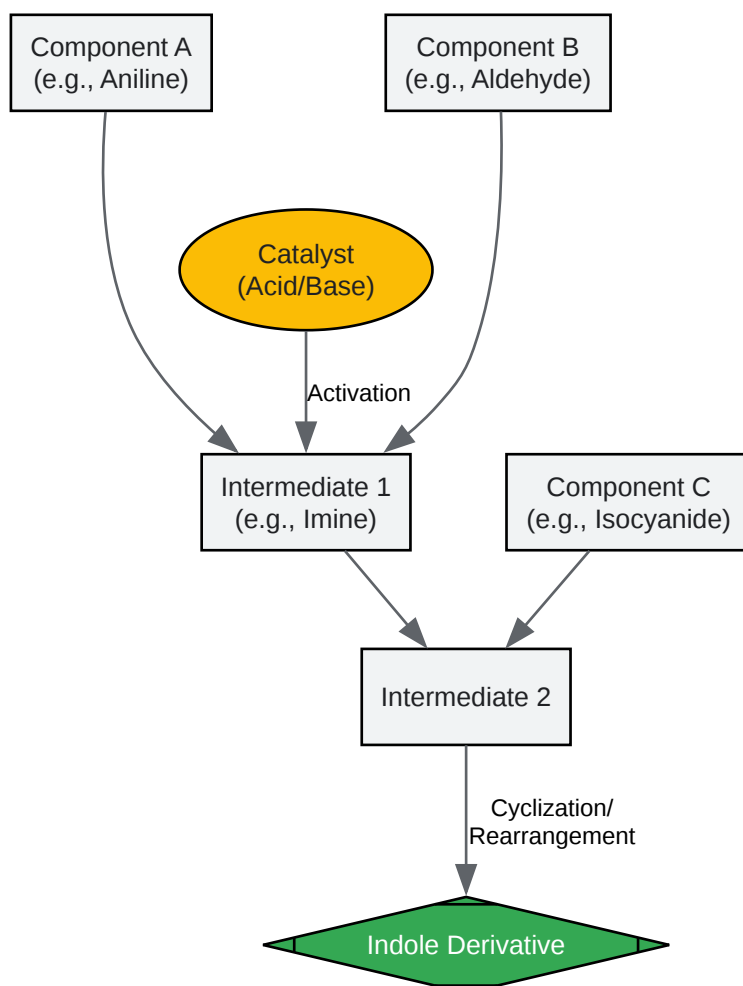 Component A
(e.g., Aniline)
Component B
(e.g., Aldehyde)
Catalyst
(Acid/Base)
Activation
Intermediate 1
(e.g., Imine)
Component C
(e.g., Isocyanide)
Intermediate 2
Cyclization/
Rearrangement
Indole Derivative